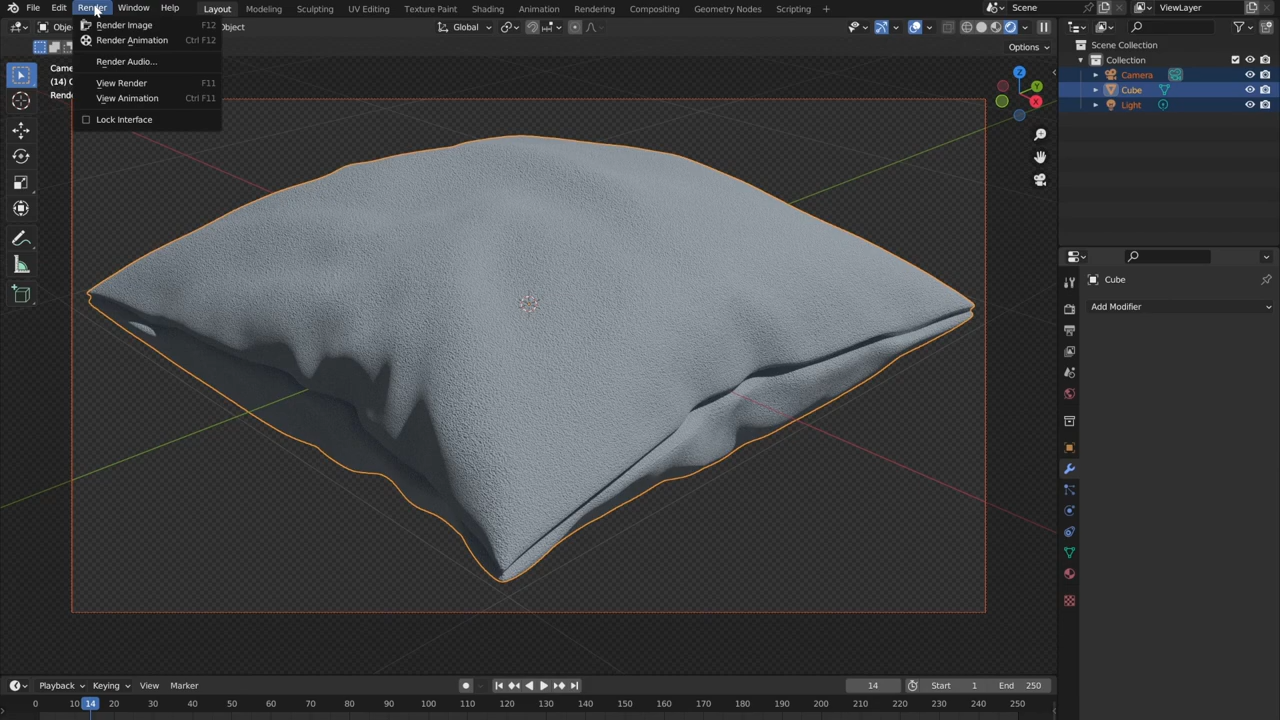 File Edit Render Window Help Layout Modeling Sculpting UV Editing Texture Paint Shading Animation Rendering Compositing Geometry Nodes Scripting + Scene ViewLayer
Global
Options
Render Image F12
Render Animation Ctrl F12
Render Audio...
View Render F11
View Animation Ctrl F11
Lock Interface
Z
Y
X
Scene Collection
Collection
Camera
Cube
Light
Cube
Add Modifier
Playback Keying View Marker 14 Start 1 End 250
0 10 14 20 30 40 50 60 70 80 90 100 110 120 130 140 150 160 170 180 190 200 210 220 230 240 250